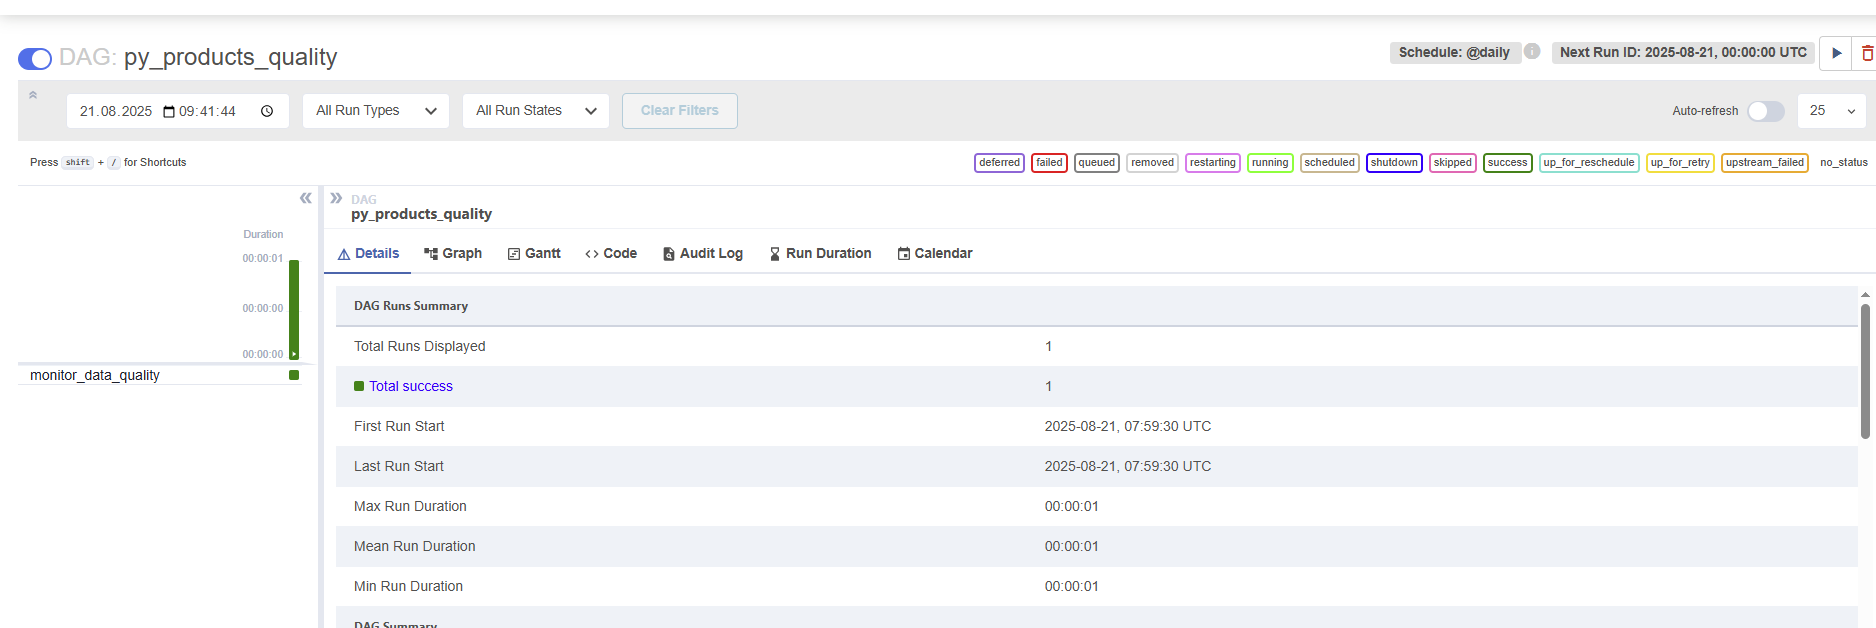 DAG: py_products_quality
Schedule: @daily
Next Run ID: 2025-08-21, 00:00:00 UTC
21.08.2025 09:41:44
All Run Types
All Run States
Clear Filters
Auto-refresh
25
Press shift + / for Shortcuts
deferred failed queued removed restarting running scheduled shutdown skipped success up_for_reschedule up_for_retry upstream_failed no_status
Duration
00:00:01
00:00:00
00:00:00
monitor_data_quality
DAG
py_products_quality
Details Graph Gantt Code Audit Log Run Duration Calendar
DAG Runs Summary
Total Runs Displayed 1
Total success 1
First Run Start 2025-08-21, 07:59:30 UTC
Last Run Start 2025-08-21, 07:59:30 UTC
Max Run Duration 00:00:01
Mean Run Duration 00:00:01
Min Run Duration 00:00:01
DAG Summary